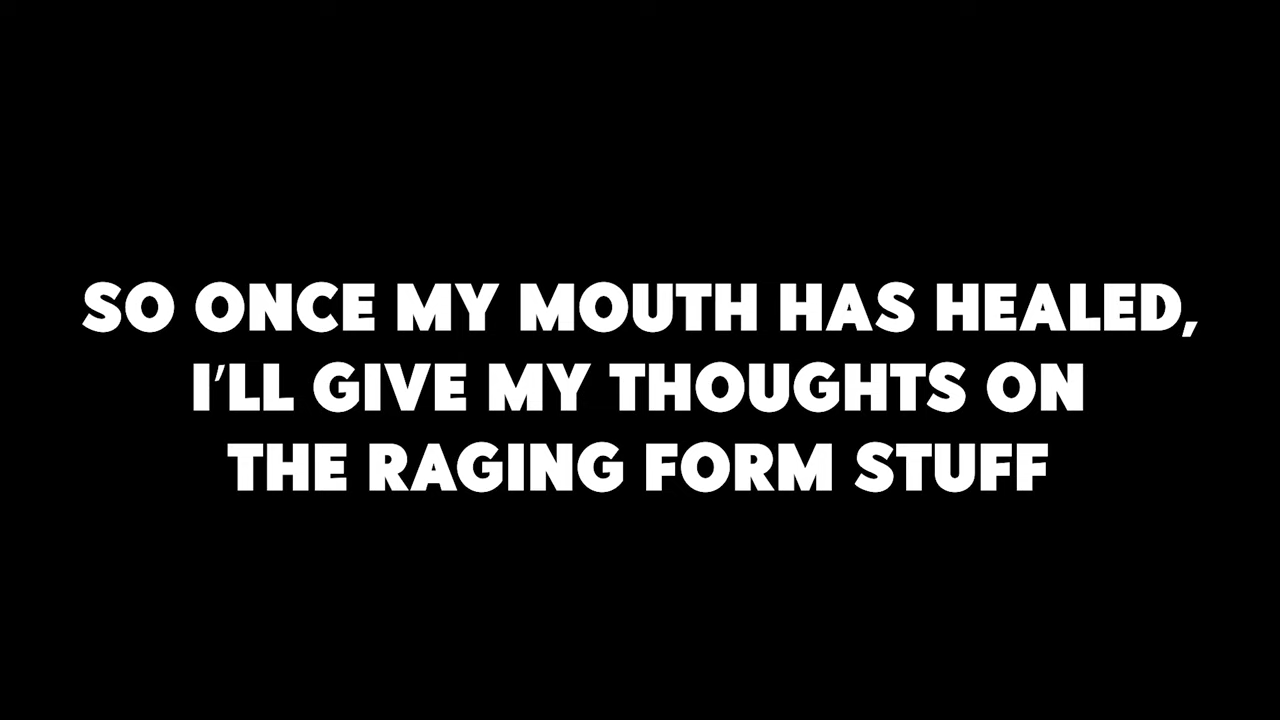 SO ONCE MY MOUTH HAS HEALED,
I'LL GIVE MY THOUGHTS ON
THE RAGING FORM STUFF